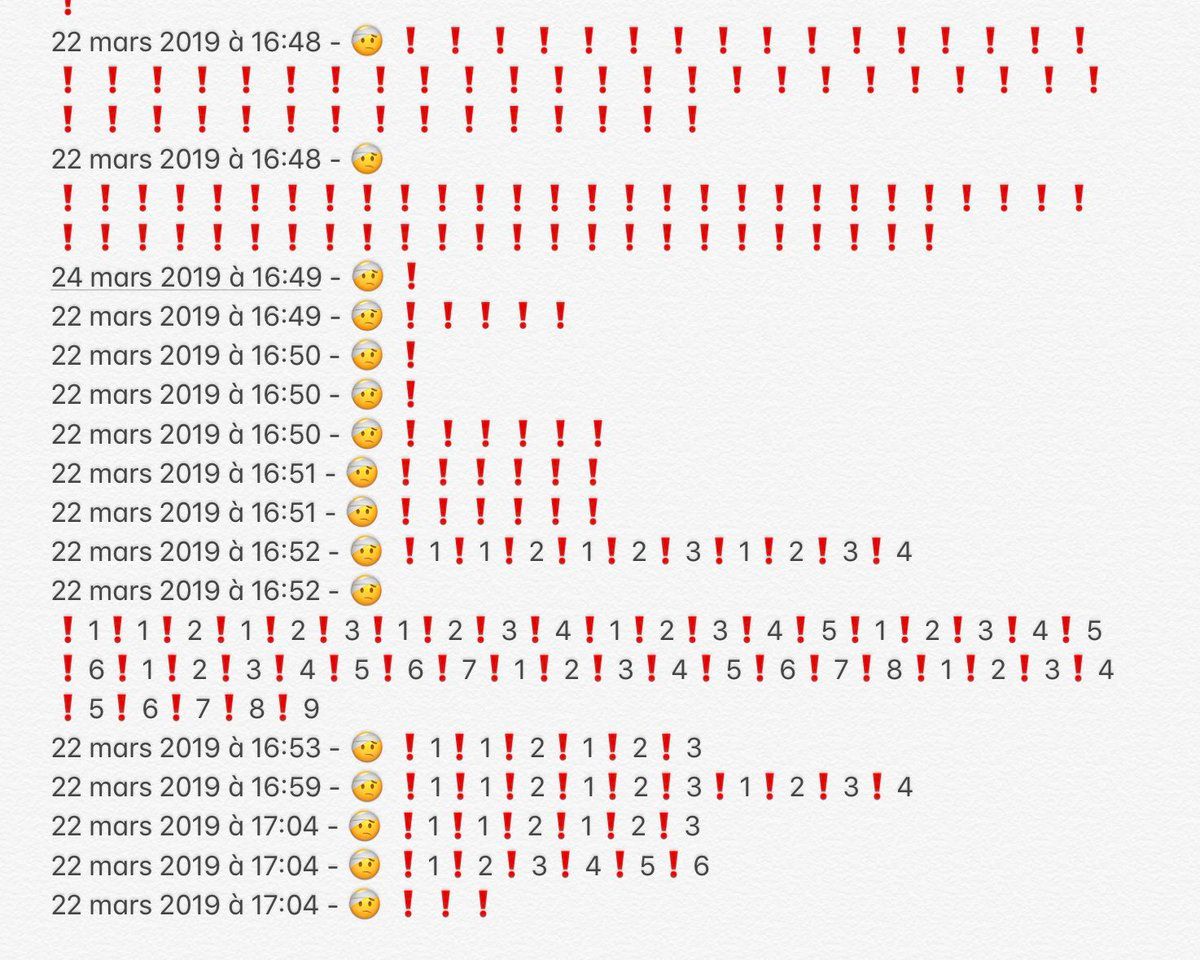 ❗
22 mars 2019 à 16:48 - 🤕 ❗ ❗ ❗ ❗ ❗ ❗ ❗ ❗ ❗ ❗ ❗ ❗ ❗ ❗ ❗ ❗
❗ ❗ ❗ ❗ ❗ ❗ ❗ ❗ ❗ ❗ ❗ ❗ ❗ ❗ ❗ ❗ ❗ ❗ ❗ ❗ ❗ ❗ ❗ ❗
❗ ❗ ❗ ❗ ❗ ❗ ❗ ❗ ❗ ❗ ❗ ❗ ❗ ❗ ❗
22 mars 2019 à 16:48 - 🤕
❗ ❗ ❗ ❗ ❗ ❗ ❗ ❗ ❗ ❗ ❗ ❗ ❗ ❗ ❗ ❗ ❗ ❗ ❗ ❗ ❗ ❗ ❗ ❗ ❗ ❗ ❗ ❗
❗ ❗ ❗ ❗ ❗ ❗ ❗ ❗ ❗ ❗ ❗ ❗ ❗ ❗ ❗ ❗ ❗ ❗ ❗ ❗ ❗ ❗ ❗ ❗
24 mars 2019 à 16:49 - 🤕 ❗
22 mars 2019 à 16:49 - 🤕 ❗ ❗ ❗ ❗ ❗
22 mars 2019 à 16:50 - 🤕 ❗
22 mars 2019 à 16:50 - 🤕 ❗
22 mars 2019 à 16:50 - 🤕 ❗ ❗ ❗ ❗ ❗ ❗
22 mars 2019 à 16:51 - 🤕 ❗ ❗ ❗ ❗ ❗ ❗
22 mars 2019 à 16:51 - 🤕 ❗ ❗ ❗ ❗ ❗ ❗
22 mars 2019 à 16:52 - 🤕 ❗1❗1❗2❗1❗2❗3❗1❗2❗3❗4
22 mars 2019 à 16:52 - 🤕
❗1❗1❗2❗1❗2❗3❗1❗2❗3❗4❗1❗2❗3❗4❗5❗1❗2❗3❗4❗5
❗6❗1❗2❗3❗4❗5❗6❗7❗1❗2❗3❗4❗5❗6❗7❗8❗1❗2❗3❗4
❗5❗6❗7❗8❗9
22 mars 2019 à 16:53 - 🤕 ❗1❗1❗2❗1❗2❗3
22 mars 2019 à 16:59 - 🤕 ❗1❗1❗2❗1❗2❗3❗1❗2❗3❗4
22 mars 2019 à 17:04 - 🤕 ❗1❗1❗2❗1❗2❗3
22 mars 2019 à 17:04 - 🤕 ❗1❗2❗3❗4❗5❗6
22 mars 2019 à 17:04 - 🤕 ❗ ❗ ❗